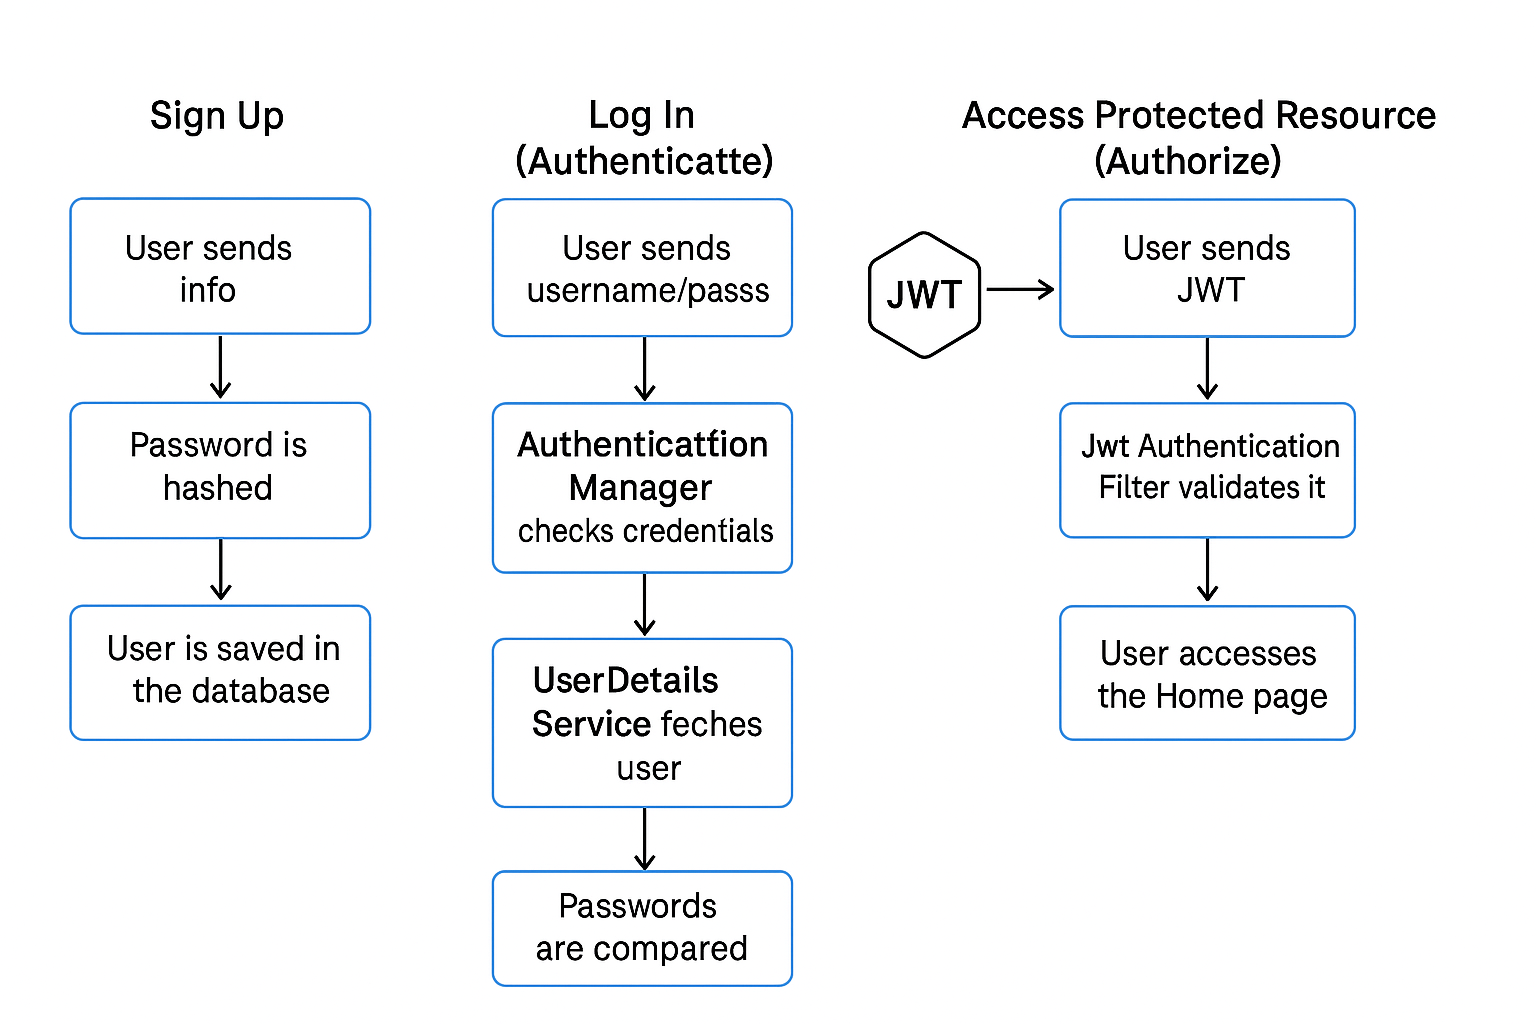 Sign Up
User sends
info
Password is
hashed
User is saved in
the database
Log In
(Authenticatte)
User sends
username/passs
Authenticattion
Manager
checks credentials
UserDetails
Service feches
user
Passwords
are compared
Access Protected Resource
(Authorize)
JWT
User sends
JWT
Jwt Authentication
Filter validates it
User accesses
the Home page